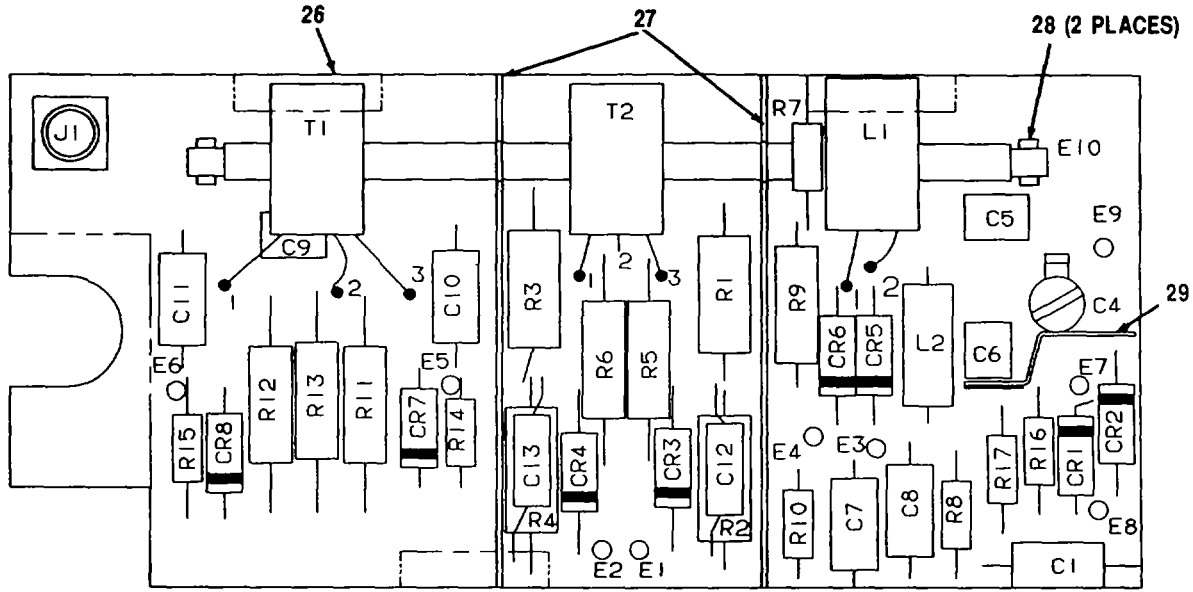 26
27
28 (2 PLACES)
J1
T1
T2
R7
L1
E10
C5
E9
C9
C11
1
2
3
C10
R3
1
2
3
R1
R9
1
2
CR6
CR5
L2
C6
C4
29
E6
E5
R12
R13
R11
R6
R5
E7
R15
CR8
CR7
R14
C13
CR4
CR3
C12
E4
E3
R17
R16
CR1
CR2
R4
R2
R10
C7
C8
R8
E8
E2
E1
C1